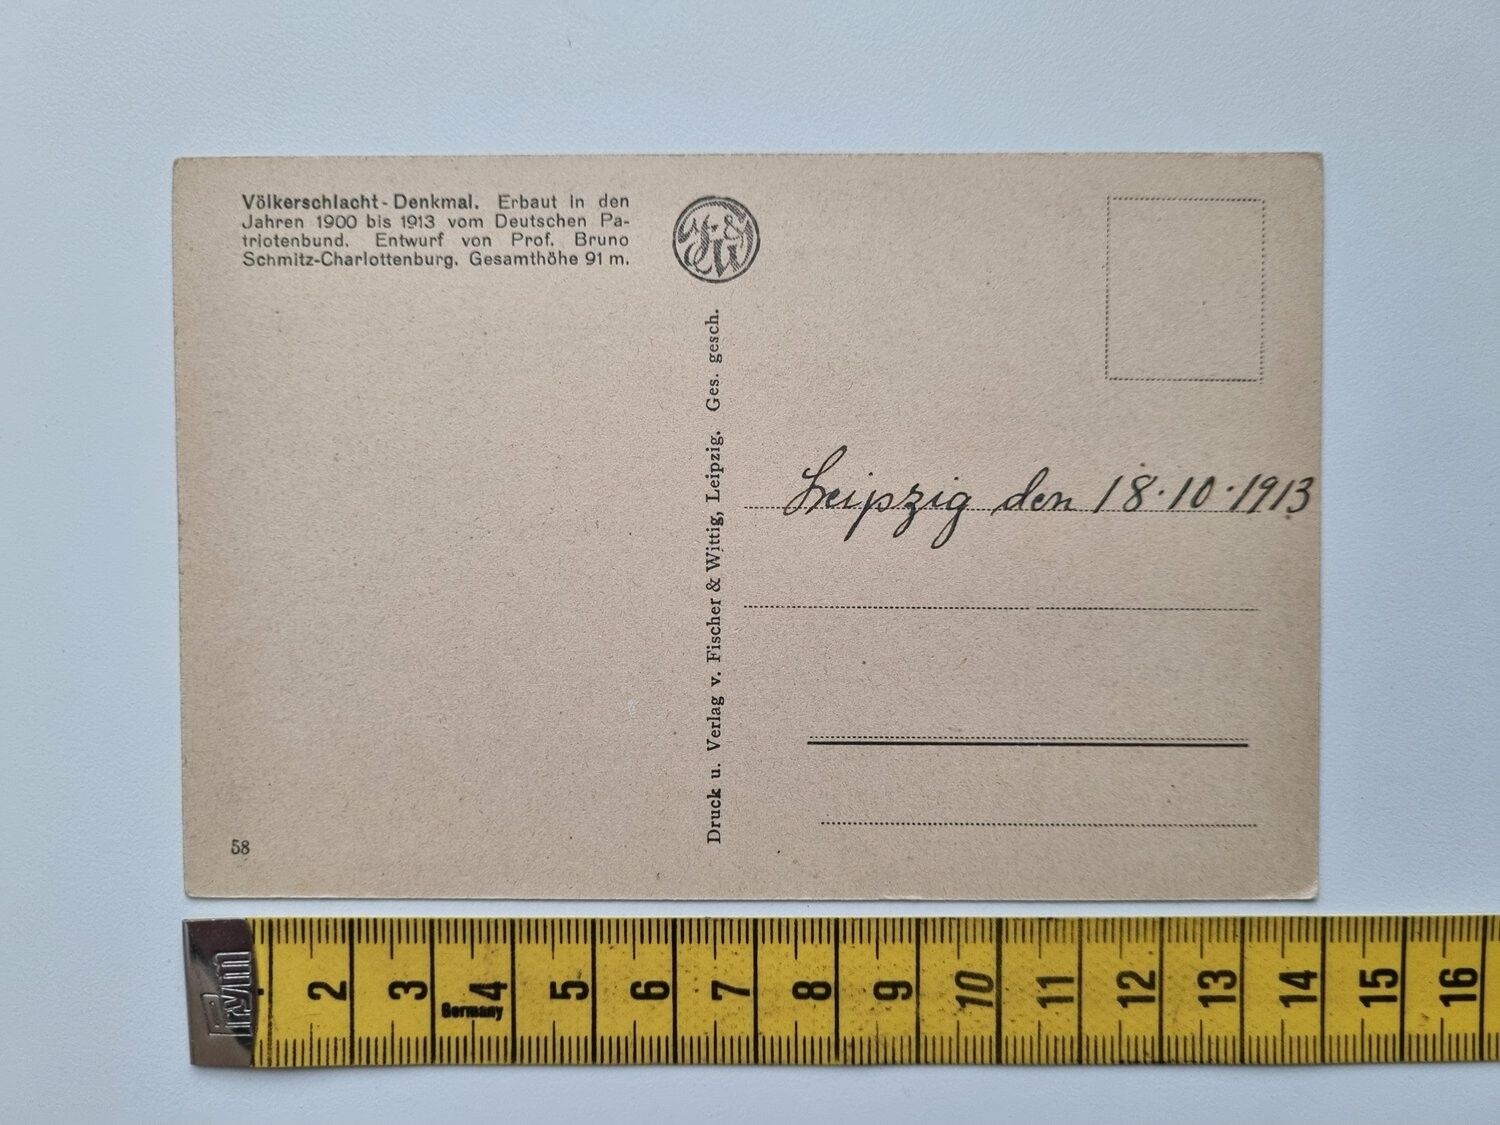 Völkerschlacht-Denkmal. Erbaut in den
Jahren 1900 bis 1913 vom Deutschen Pa-
triotenbund. Entwurf von Prof. Bruno
Schmitz-Charlottenburg. Gesamthöhe 91 m.
F&W
Druck u. Verlag v. Fischer & Wittig, Leipzig. Ges. gesch.
Leipzig den 18.10.1913
58
Prym
2 3 4 5 6 7 8 9 10 11 12 13 14 15 16
Germany